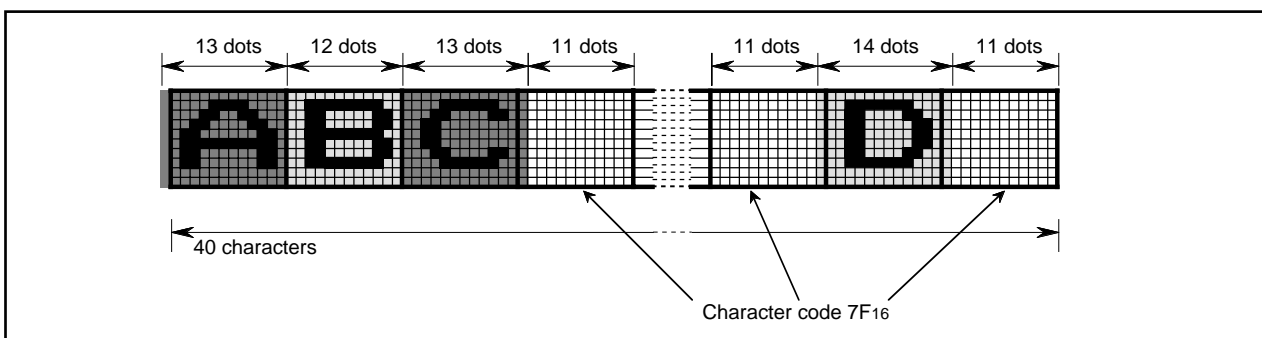 13 dots 12 dots 13 dots 11 dots 11 dots 14 dots 11 dots
A B C D
40 characters
Character code 7F16